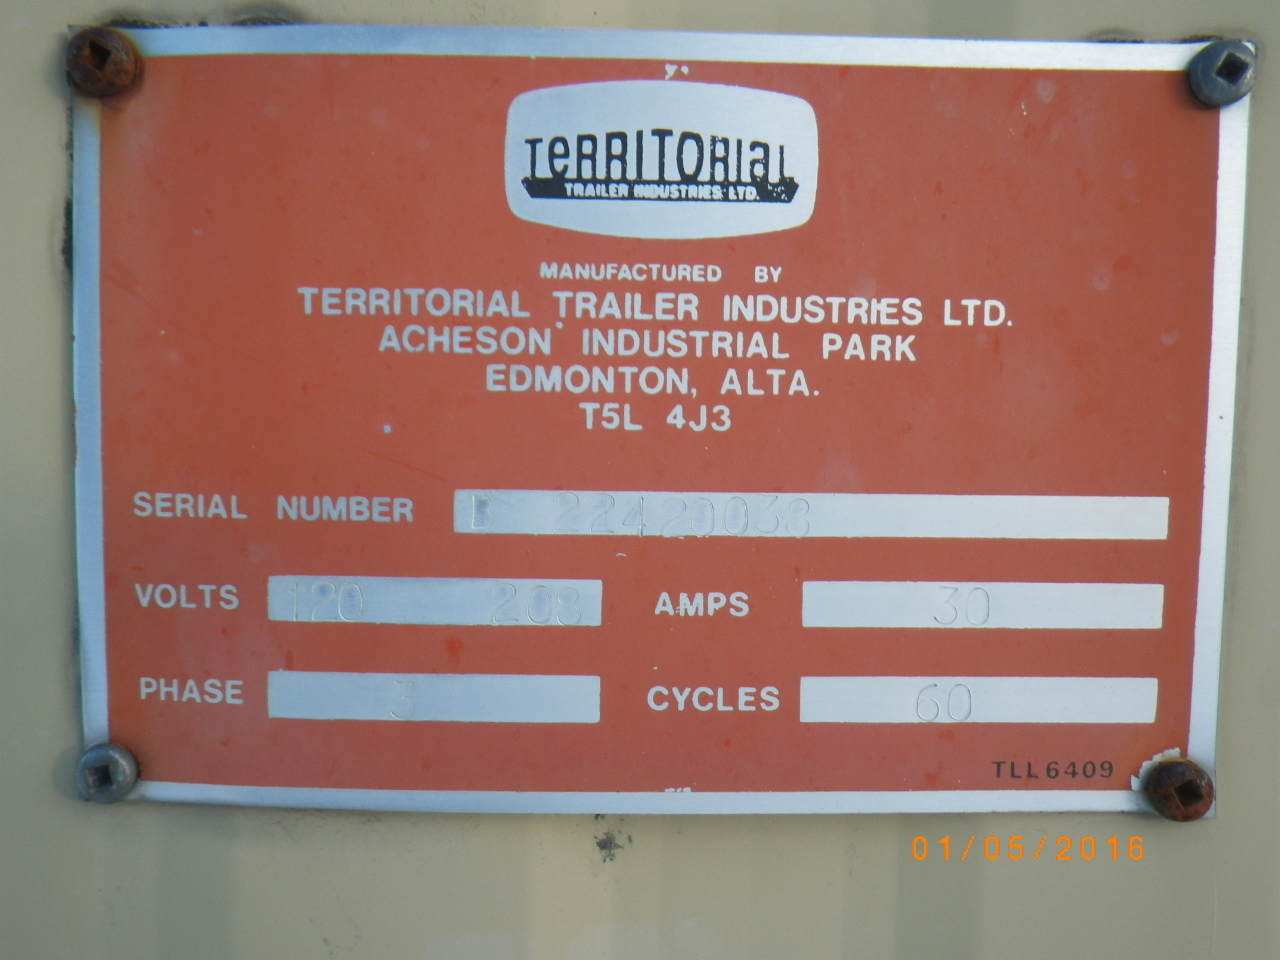 TERRITORIAL
TRAILER INDUSTRIES LTD.
MANUFACTURED BY
TERRITORIAL TRAILER INDUSTRIES LTD.
ACHESON INDUSTRIAL PARK
EDMONTON, ALTA.
T5L 4J3
SERIAL NUMBER 22420038
VOLTS 120 208 AMPS 30
PHASE 3 CYCLES 60
TLL6409
01/05/2016